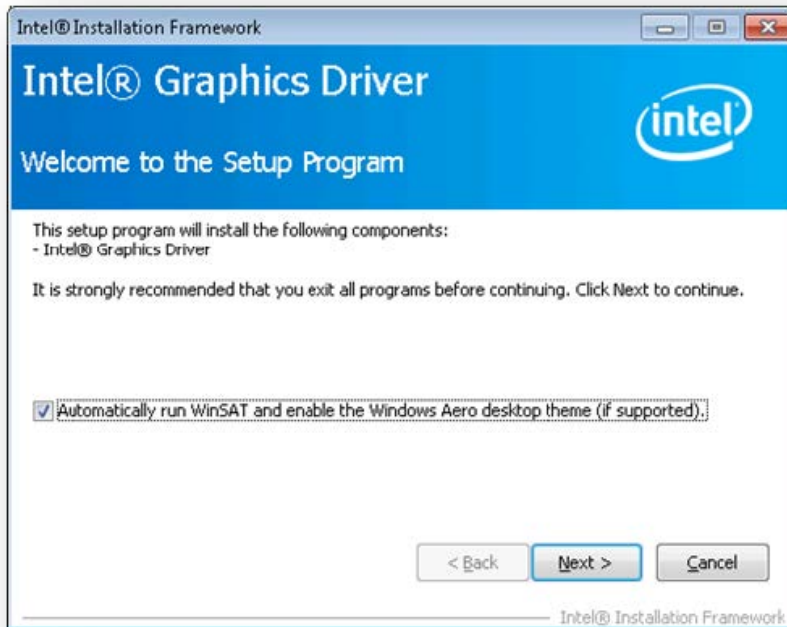 Intel® Installation Framework
Intel® Graphics Driver
intel
Welcome to the Setup Program
This setup program will install the following components:
- Intel® Graphics Driver
It is strongly recommended that you exit all programs before continuing. Click Next to continue.
Automatically run WinSAT and enable the Windows Aero desktop theme (if supported).
< Back
Next >
Cancel
Intel® Installation Framework